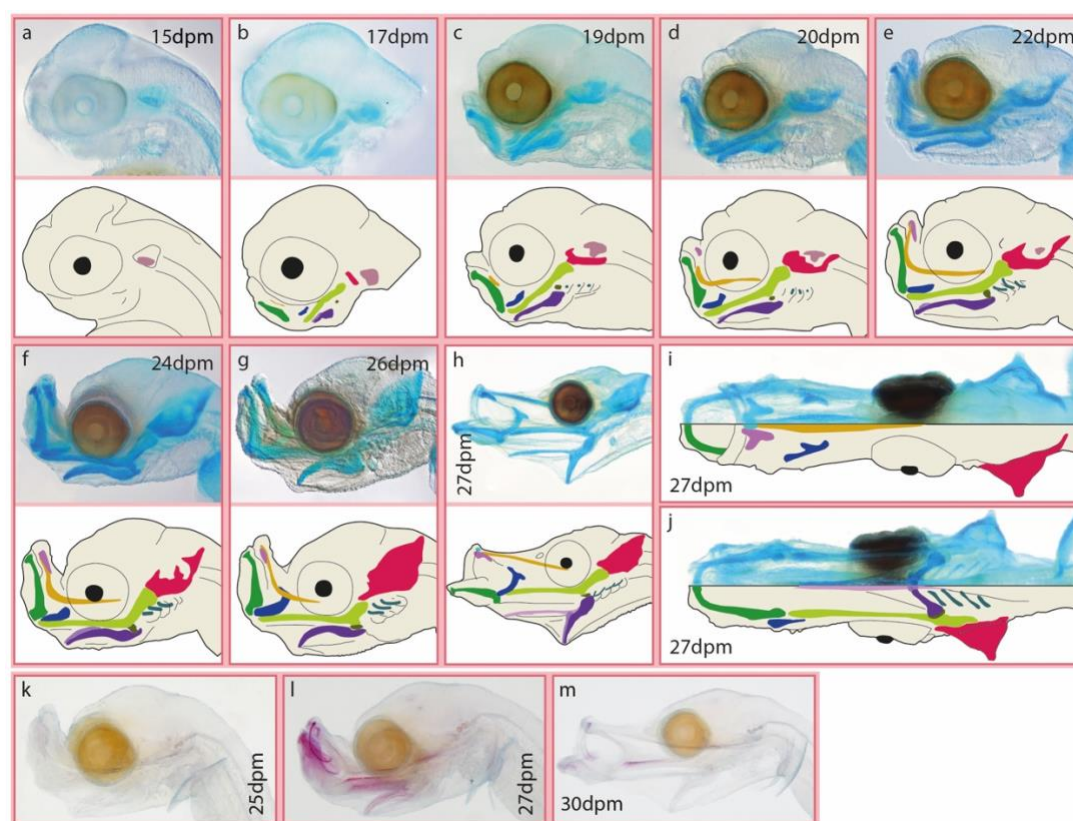 a 15dpm
b 17dpm
c 19dpm
d 20dpm
e 22dpm
f 24dpm
g 26dpm
h 27dpm
i 27dpm
j 27dpm
k 25dpm
l 27dpm
m 30dpm